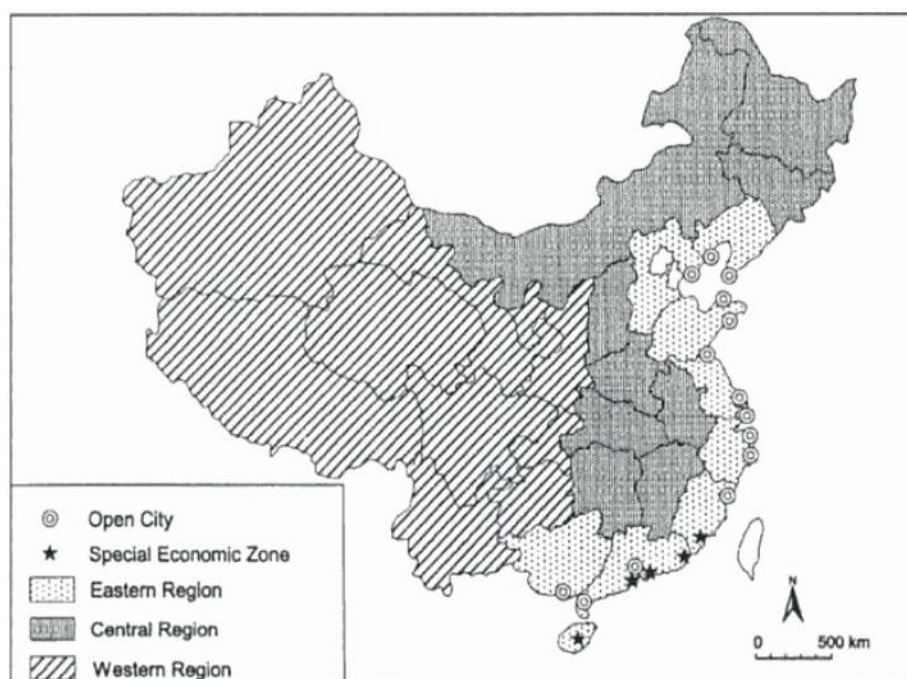 Open City
Special Economic Zone
Eastern Region
Central Region
Western Region
N
0 500 km